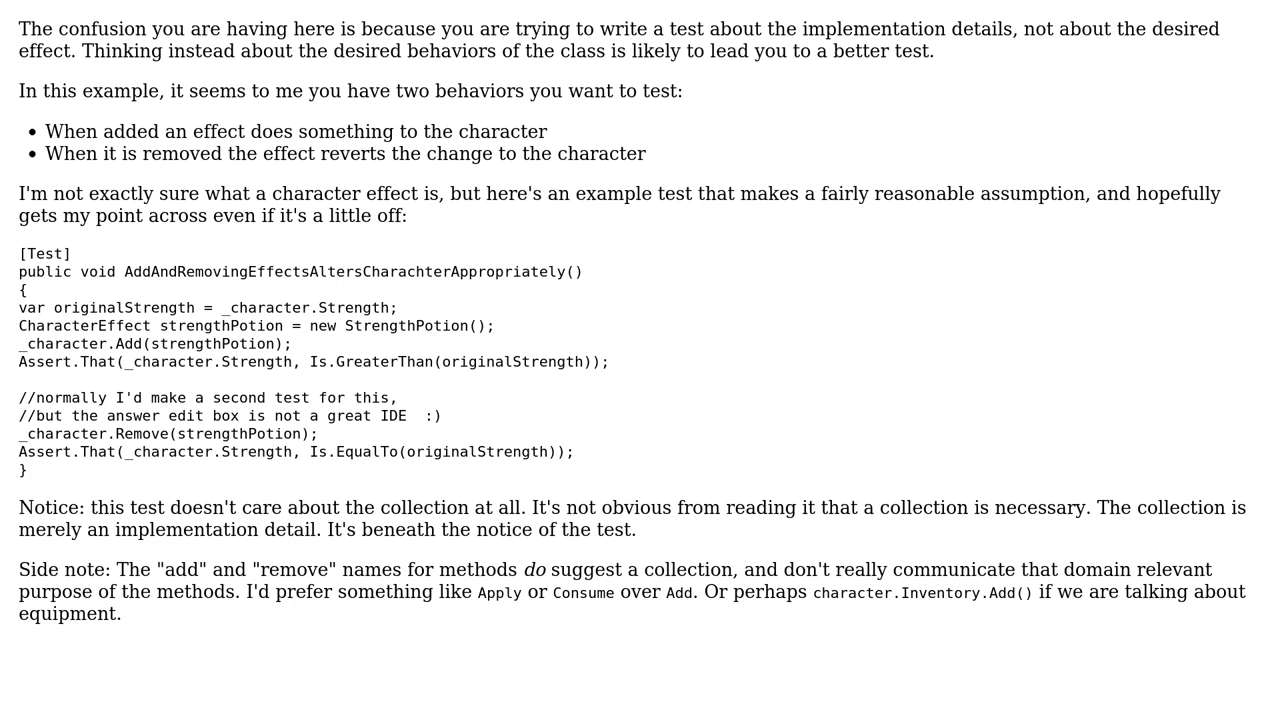 The confusion you are having here is because you are trying to write a test about the implementation details, not about the desired
effect. Thinking instead about the desired behaviors of the class is likely to lead you to a better test.
In this example, it seems to me you have two behaviors you want to test:
• When added an effect does something to the character
• When it is removed the effect reverts the change to the character
I'm not exactly sure what a character effect is, but here's an example test that makes a fairly reasonable assumption, and hopefully
gets my point across even if it's a little off:
[Test]
public void AddAndRemovingEffectsAltersCharachterAppropriately()
{
var originalStrength = _character.Strength;
CharacterEffect strengthPotion = new StrengthPotion();
_character.Add(strengthPotion);
Assert.That(_character.Strength, Is.GreaterThan(originalStrength));
//normally I'd make a second test for this,
//but the answer edit box is not a great IDE  :)
_character.Remove(strengthPotion);
Assert.That(_character.Strength, Is.EqualTo(originalStrength));
}
Notice: this test doesn't care about the collection at all. It's not obvious from reading it that a collection is necessary. The collection is
merely an implementation detail. It's beneath the notice of the test.
Side note: The "add" and "remove" names for methods do suggest a collection, and don't really communicate that domain relevant
purpose of the methods. I'd prefer something like Apply or Consume over Add. Or perhaps character.Inventory.Add() if we are talking about
equipment.